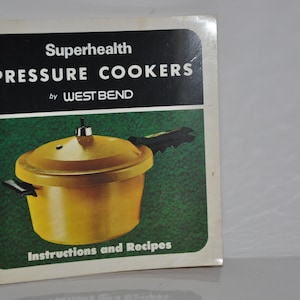 Superhealth
PRESSURE COOKERS
by WEST BEND
Instructions and Recipes